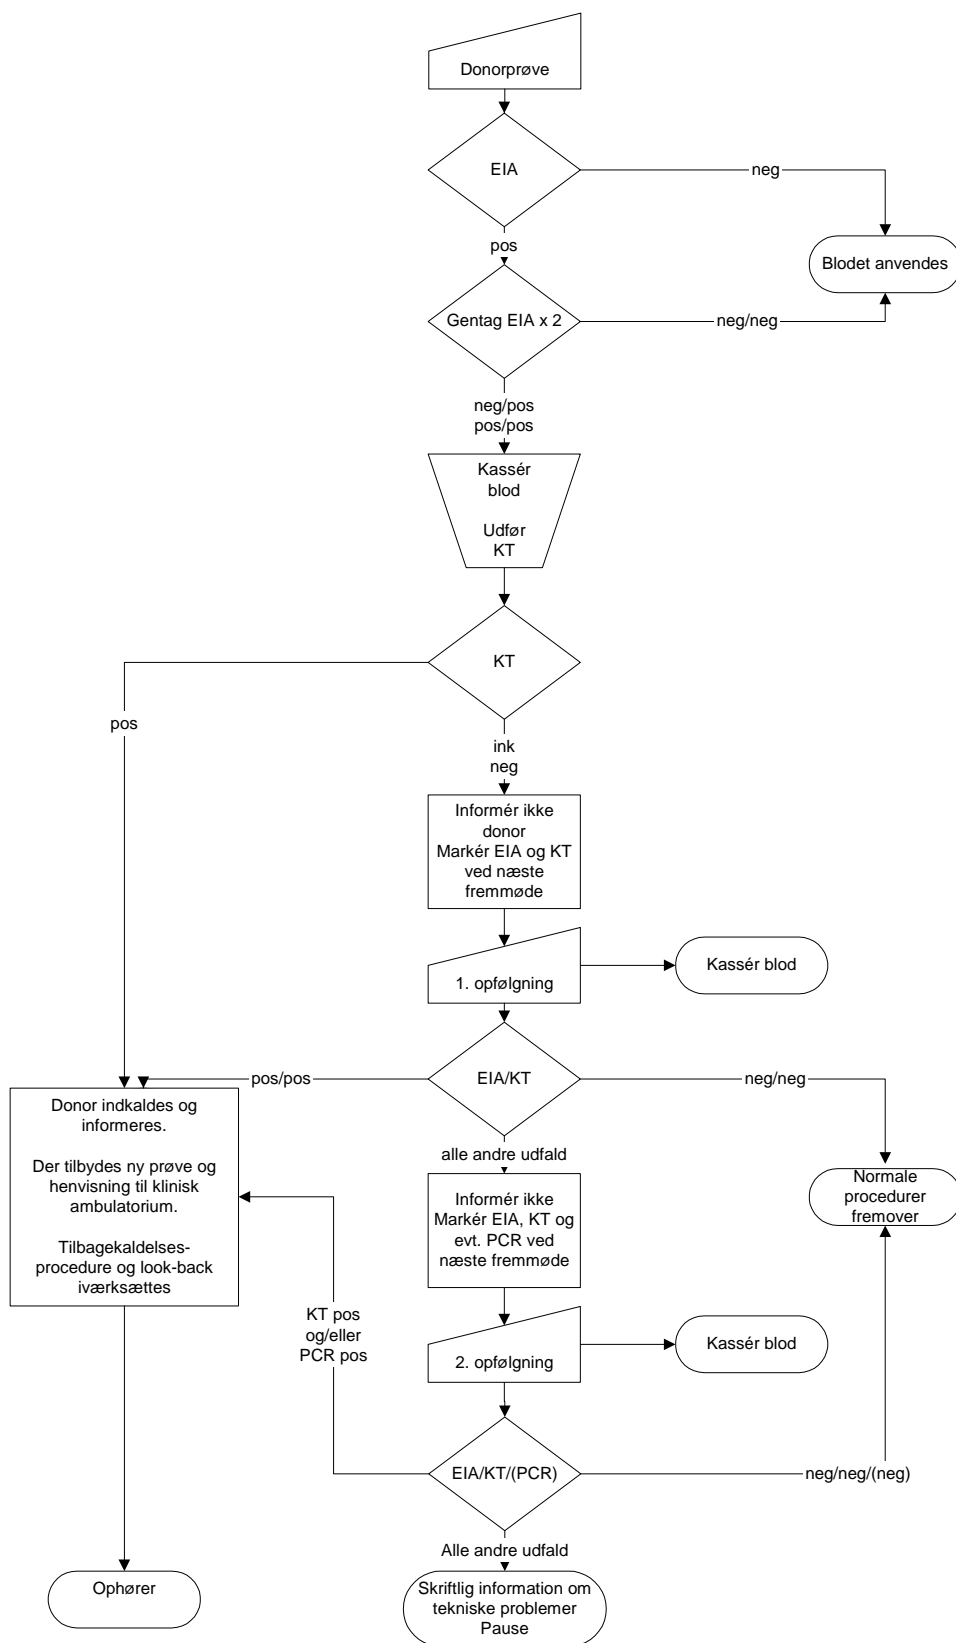 Donorprøve
EIA
neg
pos
Blodet anvendes
Gentag EIA x 2
neg/neg
neg/pos
pos/pos
Kassér
blod
Udfør
KT
KT
pos
ink
neg
Informér ikke
donor
Markér EIA og KT
ved næste
fremmøde
1. opfølgning
Kassér blod
EIA/KT
pos/pos
neg/neg
Donor indkaldes og
informeres.
Der tilbydes ny prøve og
henvisning til klinisk
ambulatorium.
Tilbagekaldelses-
procedure og look-back
iværksættes
alle andre udfald
Informér ikke
Markér EIA, KT og
evt. PCR ved
næste fremmøde
Normale
procedurer
fremover
KT pos
og/eller
PCR pos
2. opfølgning
Kassér blod
EIA/KT/(PCR)
neg/neg/(neg)
Alle andre udfald
Ophører
Skriftlig information om
tekniske problemer
Pause